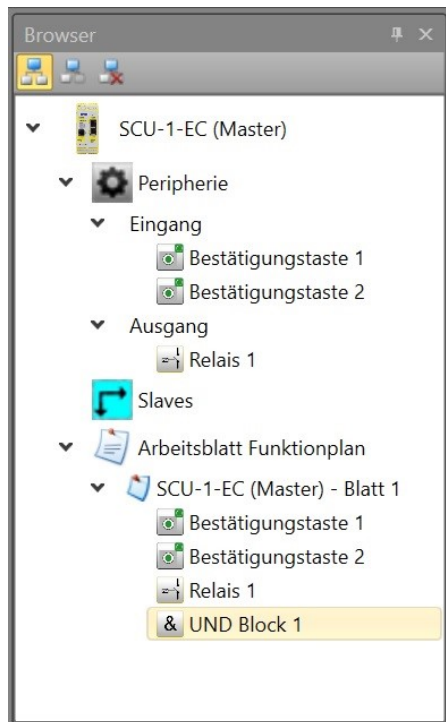 Browser
SCU-1-EC (Master)
Peripherie
Eingang
Bestätigungstaste 1
Bestätigungstaste 2
Ausgang
Relais 1
Slaves
Arbeitsblatt Funktionplan
SCU-1-EC (Master) - Blatt 1
Bestätigungstaste 1
Bestätigungstaste 2
Relais 1
& UND Block 1